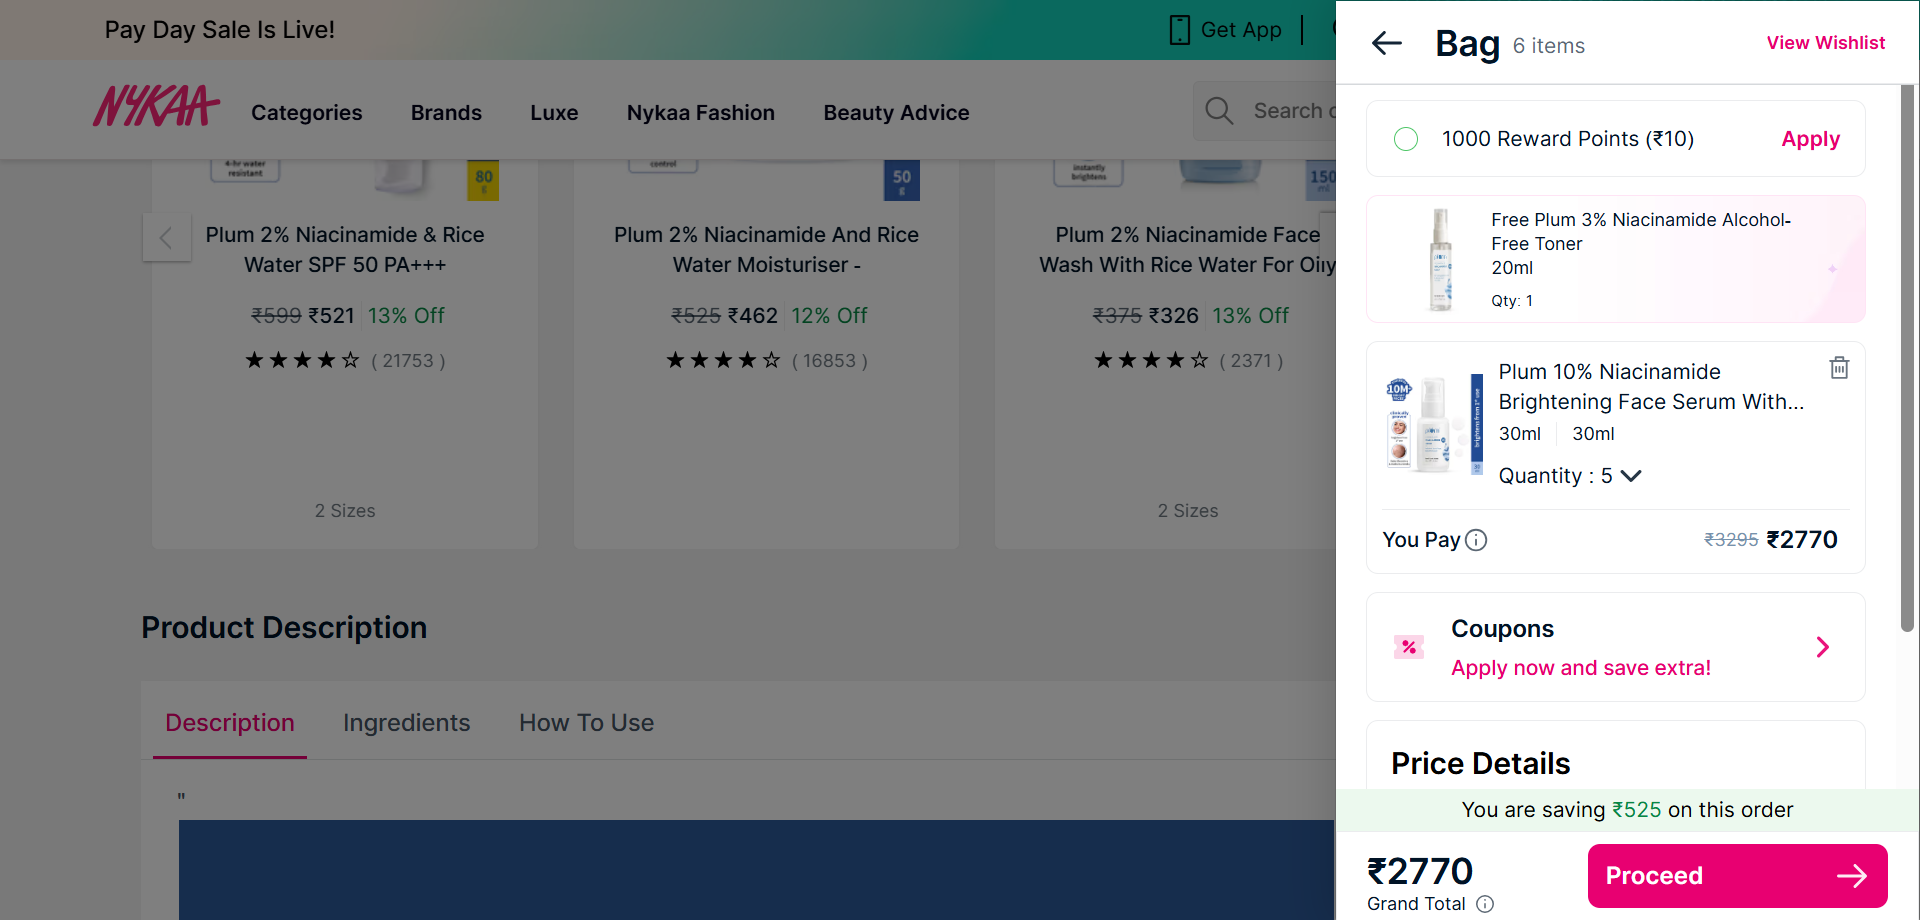 Pay Day Sale Is Live!
Get App
NYKAA
Categories
Brands
Luxe
Nykaa Fashion
Beauty Advice
Search
4-hr water
resistant
80
g
Plum 2% Niacinamide & Rice
Water SPF 50 PA+++
₹599 ₹521 13% Off
( 21753 )
2 Sizes
control
50
g
Plum 2% Niacinamide And Rice
Water Moisturiser -
₹525 ₹462 12% Off
( 16853 )
instantly
brightens
150
ml
Plum 2% Niacinamide Face
Wash With Rice Water For Oily
₹375 ₹326 13% Off
( 2371 )
2 Sizes
Product Description
Description
Ingredients
How To Use
"
Bag 6 items
View Wishlist
1000 Reward Points (₹10)
Apply
Free Plum 3% Niacinamide Alcohol-
Free Toner
20ml
Qty: 1
10M+
brightens from 1st use
Plum 10% Niacinamide
Brightening Face Serum With...
30ml 30ml
Quantity : 5
You Pay
₹3295 ₹2770
Coupons
Apply now and save extra!
Price Details
You are saving ₹525 on this order
₹2770
Grand Total
Proceed